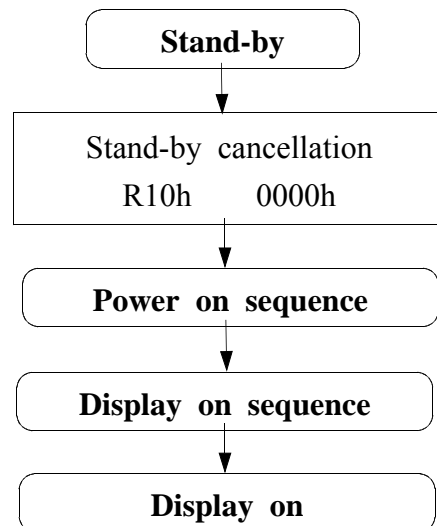 Stand-by
Stand-by cancellation
R10h 0000h
Power on sequence
Display on sequence
Display on